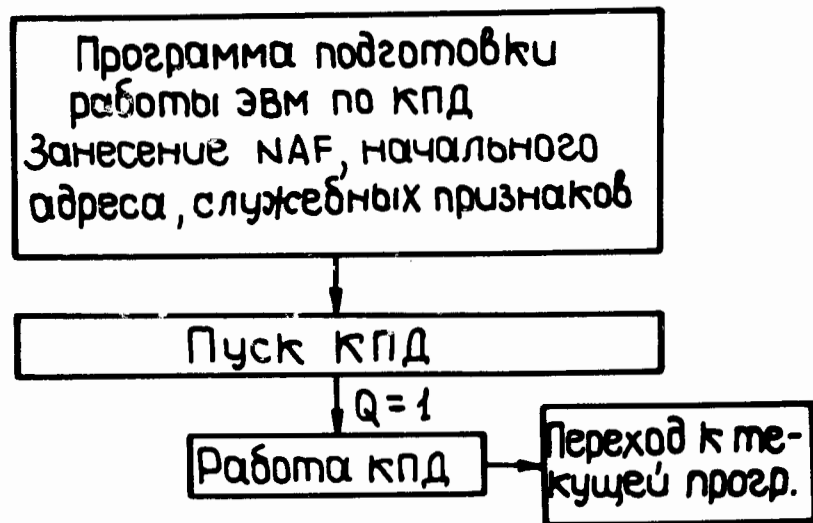 Программа подготовки
работы ЭВМ по КПД
Занесение NAF, начального
адреса, служебных признаков
Пуск КПД
Q=1
Работа КПД
Переход к те-
кущей прогр.